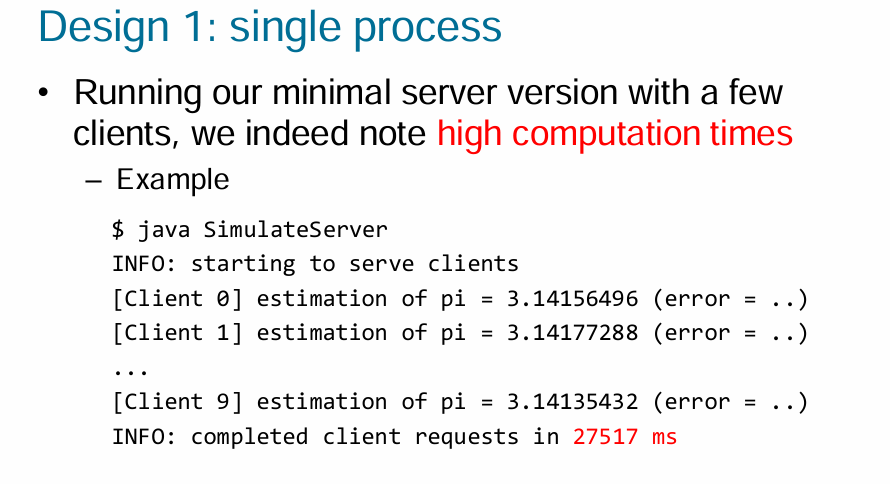 Design 1: single process
• Running our minimal server version with a few
clients, we indeed note high computation times
– Example
$ java SimulateServer
INFO: starting to serve clients
[Client 0] estimation of pi = 3.14156496 (error = ..)
[Client 1] estimation of pi = 3.14177288 (error = ..)
...
[Client 9] estimation of pi = 3.14135432 (error = ..)
INFO: completed client requests in 27517 ms